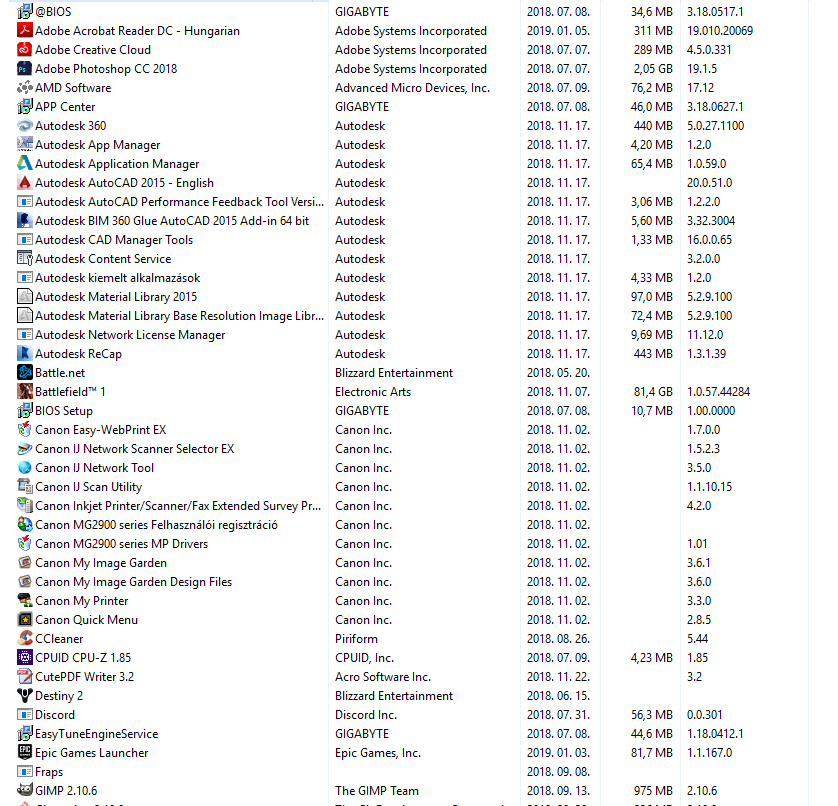 @BIOS GIGABYTE 2018. 07. 08. 34,6 MB 3.18.0517.1
Adobe Acrobat Reader DC - Hungarian Adobe Systems Incorporated 2019. 01. 05. 311 MB 19.010.20069
Adobe Creative Cloud Adobe Systems Incorporated 2018. 07. 07. 289 MB 4.5.0.331
Adobe Photoshop CC 2018 Adobe Systems Incorporated 2018. 07. 07. 2,05 GB 19.1.5
AMD Software Advanced Micro Devices, Inc. 2018. 07. 09. 76,2 MB 17.12
APP Center GIGABYTE 2018. 07. 08. 46,0 MB 3.18.0627.1
Autodesk 360 Autodesk 2018. 11. 17. 440 MB 5.0.27.1100
Autodesk App Manager Autodesk 2018. 11. 17. 4,20 MB 1.2.0
Autodesk Application Manager Autodesk 2018. 11. 17. 65,4 MB 1.0.59.0
Autodesk AutoCAD 2015 - English Autodesk 2018. 11. 17. 20.0.51.0
Autodesk AutoCAD Performance Feedback Tool Versi... Autodesk 2018. 11. 17. 3,06 MB 1.2.2.0
Autodesk BIM 360 Glue AutoCAD 2015 Add-in 64 bit Autodesk 2018. 11. 17. 5,60 MB 3.32.3004
Autodesk CAD Manager Tools Autodesk 2018. 11. 17. 1,33 MB 16.0.0.65
Autodesk Content Service Autodesk 2018. 11. 17. 3.2.0.0
Autodesk kiemelt alkalmazások Autodesk 2018. 11. 17. 4,33 MB 1.2.0
Autodesk Material Library 2015 Autodesk 2018. 11. 17. 97,0 MB 5.2.9.100
Autodesk Material Library Base Resolution Image Libr... Autodesk 2018. 11. 17. 72,4 MB 5.2.9.100
Autodesk Network License Manager Autodesk 2018. 11. 17. 9,69 MB 11.12.0
Autodesk ReCap Autodesk 2018. 11. 17. 443 MB 1.3.1.39
Battle.net Blizzard Entertainment 2018. 05. 20.
Battlefield™ 1 Electronic Arts 2018. 11. 07. 81,4 GB 1.0.57.44284
BIOS Setup GIGABYTE 2018. 07. 08. 10,7 MB 1.00.0000
Canon Easy-WebPrint EX Canon Inc. 2018. 11. 02. 1.7.0.0
Canon IJ Network Scanner Selector EX Canon Inc. 2018. 11. 02. 1.5.2.3
Canon IJ Network Tool Canon Inc. 2018. 11. 02. 3.5.0
Canon IJ Scan Utility Canon Inc. 2018. 11. 02. 1.1.10.15
Canon Inkjet Printer/Scanner/Fax Extended Survey Pr... Canon Inc. 2018. 11. 02. 4.2.0
Canon MG2900 series Felhasználói regisztráció Canon Inc. 2018. 11. 02.
Canon MG2900 series MP Drivers Canon Inc. 2018. 11. 02. 1.01
Canon My Image Garden Canon Inc. 2018. 11. 02. 3.6.1
Canon My Image Garden Design Files Canon Inc. 2018. 11. 02. 3.6.0
Canon My Printer Canon Inc. 2018. 11. 02. 3.3.0
Canon Quick Menu Canon Inc. 2018. 11. 02. 2.8.5
CCleaner Piriform 2018. 08. 26. 5.44
CPUID CPU-Z 1.85 CPUID, Inc. 2018. 07. 09. 4,23 MB 1.85
CutePDF Writer 3.2 Acro Software Inc. 2018. 11. 22. 3.2
Destiny 2 Blizzard Entertainment 2018. 06. 15.
Discord Discord Inc. 2018. 07. 31. 56,3 MB 0.0.301
EasyTuneEngineService GIGABYTE 2018. 07. 08. 44,6 MB 1.18.0412.1
Epic Games Launcher Epic Games, Inc. 2019. 01. 03. 81,7 MB 1.1.167.0
Fraps 2018. 09. 08.
GIMP 2.10.6 The GIMP Team 2018. 09. 13. 975 MB 2.10.6